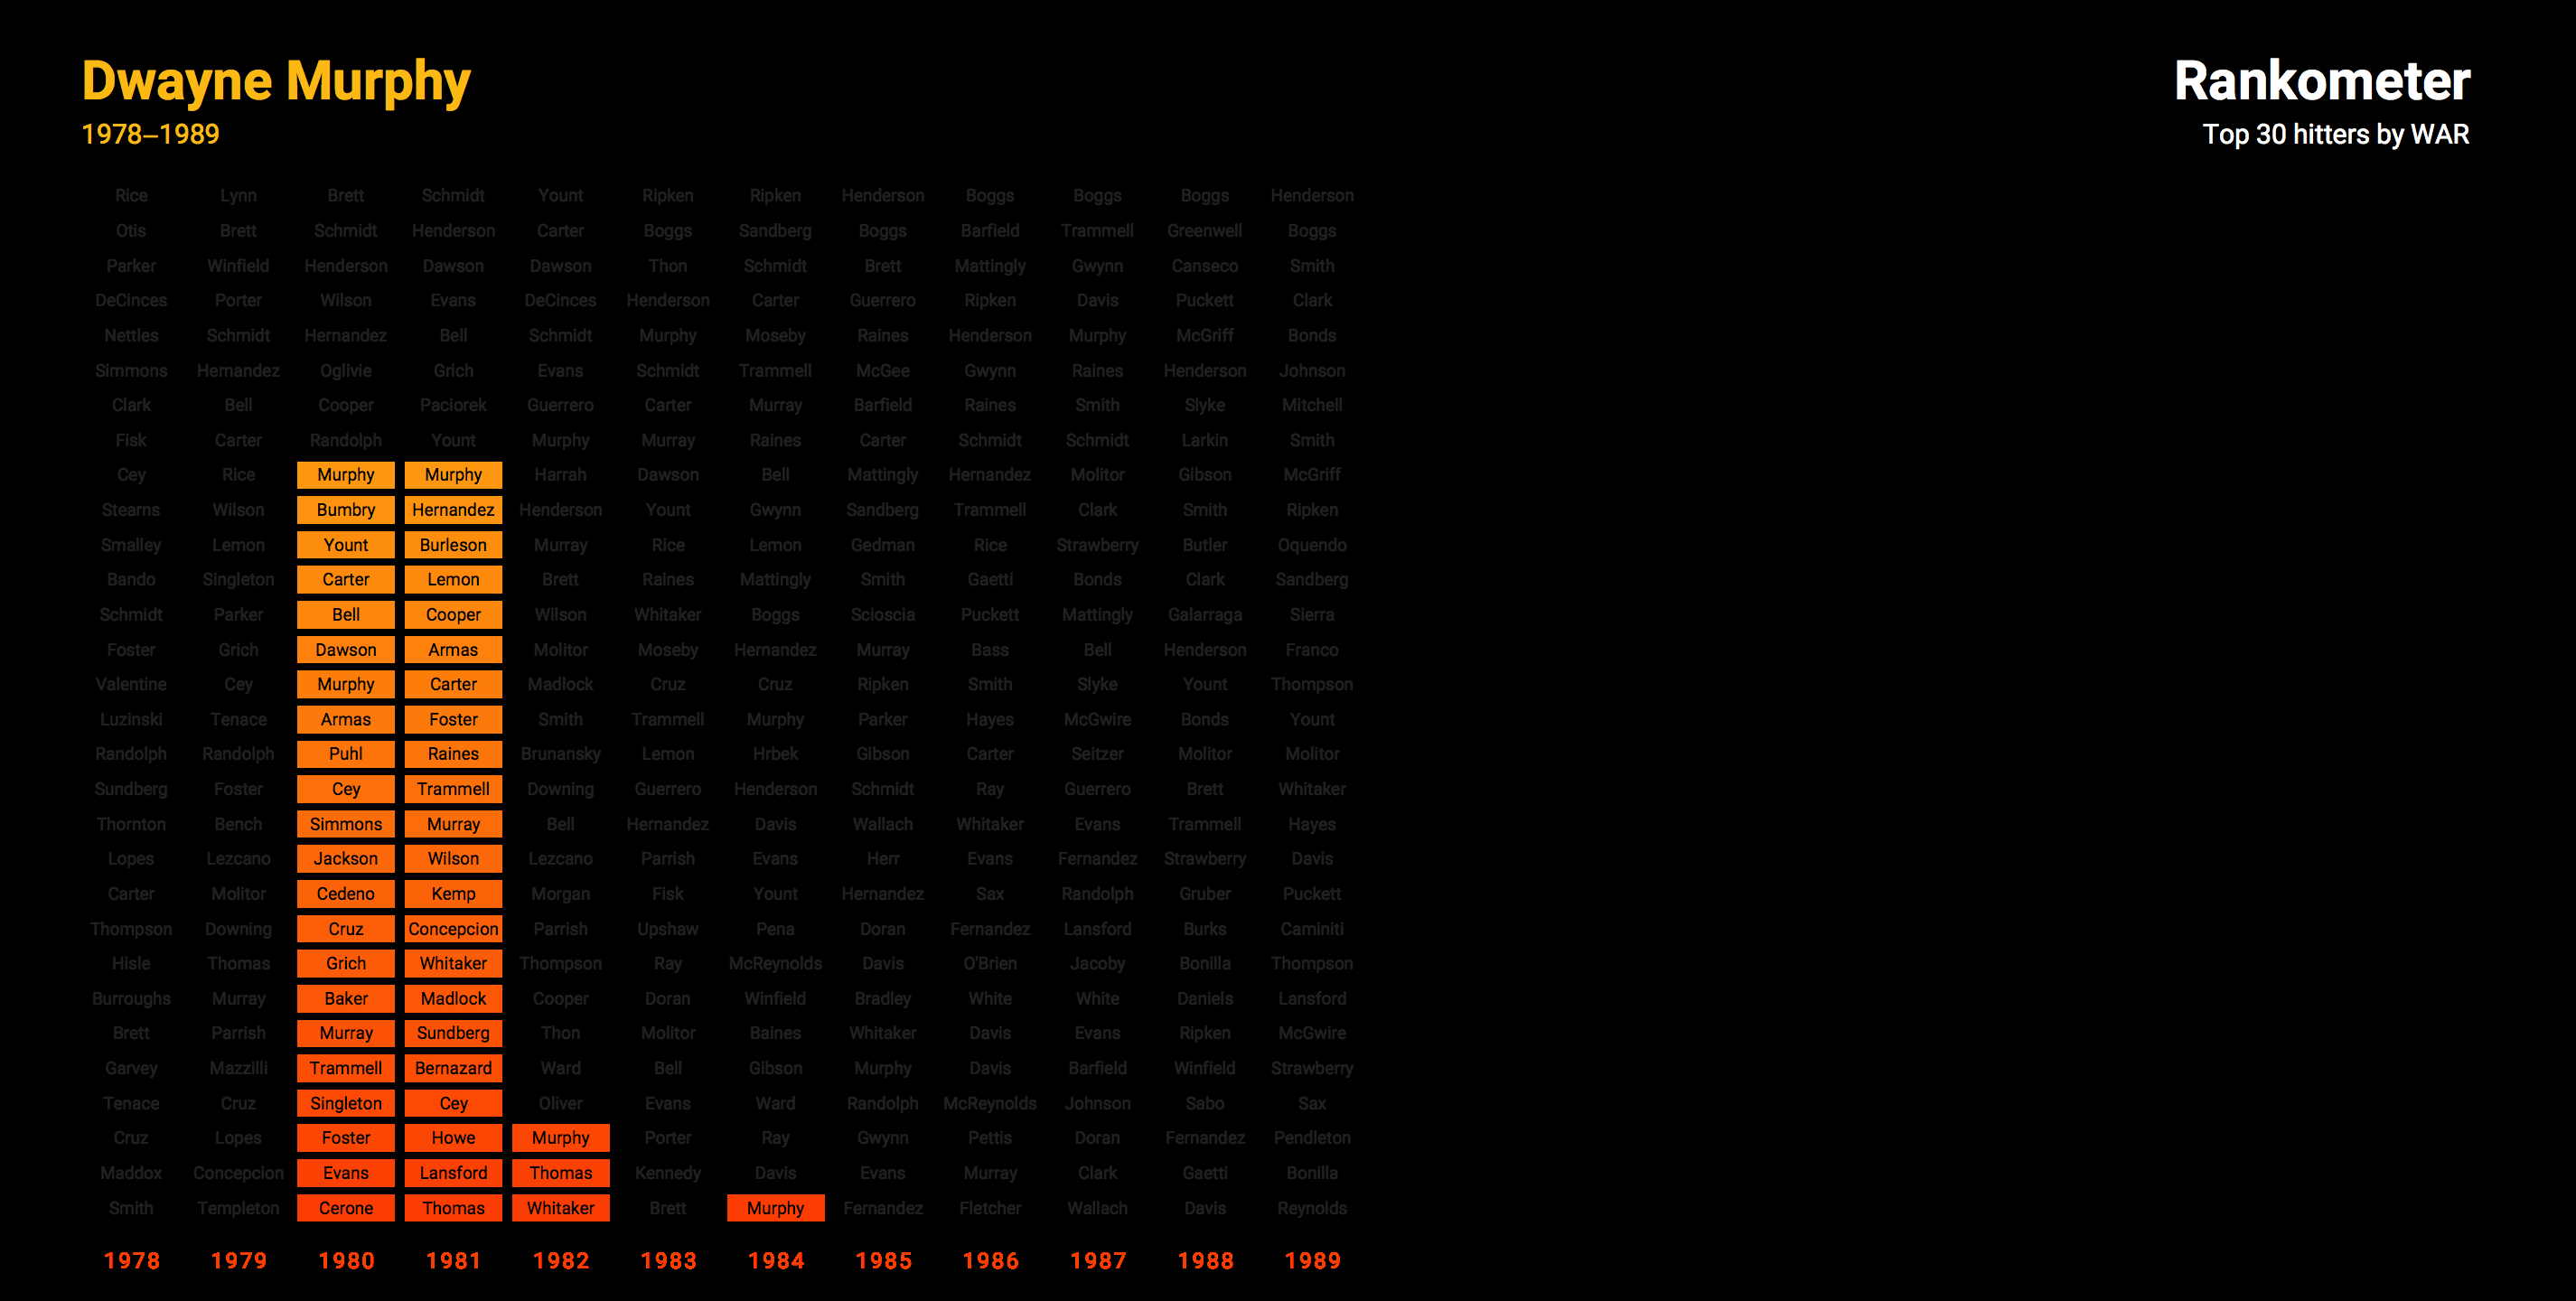 Dwayne Murphy
1978–1989
Rankometer
Top 30 hitters by WAR
Rice Lynn Brett Schmidt Yount Ripken Ripken Henderson Boggs Boggs Boggs Henderson
Otis Brett Schmidt Henderson Carter Boggs Sandberg Boggs Barfield Trammell Greenwell Boggs
Parker Winfield Henderson Dawson Dawson Thon Schmidt Brett Mattingly Gwynn Canseco Smith
DeCinces Porter Wilson Evans DeCinces Henderson Carter Guerrero Ripken Davis Puckett Clark
Nettles Schmidt Hernandez Bell Schmidt Murphy Moseby Raines Henderson Murphy McGriff Bonds
Simmons Hernandez Oglivie Grich Evans Schmidt Trammell McGee Gwynn Raines Henderson Johnson
Clark Bell Cooper Paciorek Guerrero Carter Murray Barfield Raines Smith Slyke Mitchell
Fisk Carter Randolph Yount Murphy Murray Raines Carter Schmidt Schmidt Larkin Smith
Cey Rice Murphy Murphy Harrah Dawson Bell Mattingly Hernandez Molitor Gibson McGriff
Stearns Wilson Bumbry Hernandez Henderson Yount Gwynn Sandberg Trammell Clark Smith Ripken
Smalley Lemon Yount Burleson Murray Rice Lemon Gedman Rice Strawberry Butler Oquendo
Bando Singleton Carter Lemon Brett Raines Mattingly Smith Gaetti Bonds Clark Sandberg
Schmidt Parker Bell Cooper Wilson Whitaker Boggs Scioscia Puckett Mattingly Galarraga Sierra
Foster Grich Dawson Armas Molitor Moseby Hernandez Murray Bass Bell Henderson Franco
Valentine Cey Murphy Carter Madlock Cruz Cruz Ripken Smith Slyke Yount Thompson
Luzinski Tenace Armas Foster Smith Trammell Murphy Parker Hayes McGwire Bonds Yount
Randolph Randolph Puhl Raines Brunansky Lemon Hrbek Gibson Carter Seitzer Molitor Molitor
Sundberg Foster Cey Trammell Downing Guerrero Henderson Schmidt Ray Guerrero Brett Whitaker
Thornton Bench Simmons Murray Bell Hernandez Davis Wallach Whitaker Evans Trammell Hayes
Lopes Lezcano Jackson Wilson Lezcano Parrish Evans Herr Evans Fernandez Strawberry Davis
Carter Molitor Cedeno Kemp Morgan Fisk Yount Hernandez Sax Randolph Gruber Puckett
Thompson Downing Cruz Concepcion Parrish Upshaw Pena Doran Fernandez Lansford Burks Caminiti
Hisle Thomas Grich Whitaker Thompson Ray McReynolds Davis O'Brien Jacoby Bonilla Thompson
Burroughs Murray Baker Madlock Cooper Doran Winfield Bradley White White Daniels Lansford
Brett Parrish Murray Sundberg Thon Molitor Baines Whitaker Davis Evans Ripken McGwire
Garvey Mazzilli Trammell Bernazard Ward Bell Gibson Murphy Davis Barfield Winfield Strawberry
Tenace Cruz Singleton Cey Oliver Evans Ward Randolph McReynolds Johnson Sabo Sax
Cruz Lopes Foster Howe Murphy Porter Ray Gwynn Pettis Doran Fernandez Pendleton
Maddox Concepcion Evans Lansford Thomas Kennedy Davis Evans Murray Clark Gaetti Bonilla
Smith Templeton Cerone Thomas Whitaker Brett Murphy Fernandez Fletcher Wallach Davis Reynolds
1978 1979 1980 1981 1982 1983 1984 1985 1986 1987 1988 1989